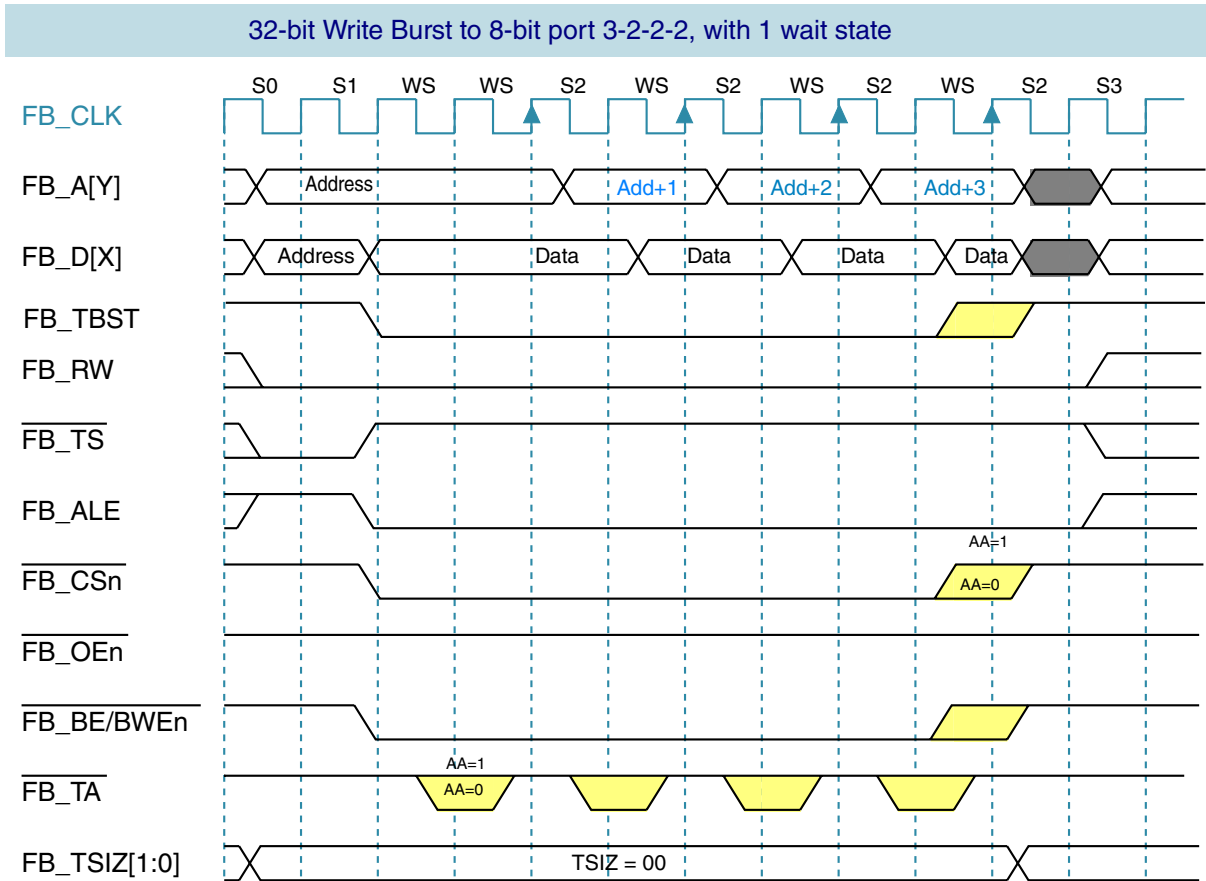 32-bit Write Burst to 8-bit port 3-2-2-2, with 1 wait state
S0 S1 WS WS S2 WS S2 WS S2 WS S2 S3
FB_CLK
FB_A[Y] Address Add+1 Add+2 Add+3
FB_D[X] Address Data Data Data Data
FB_TBST
FB_RW
FB_TS
FB_ALE
AA=1
FB_CSn AA=0
FB_OEn
FB_BE/BWEn
AA=1
FB_TA AA=0
FB_TSIZ[1:0] TSIZ = 00